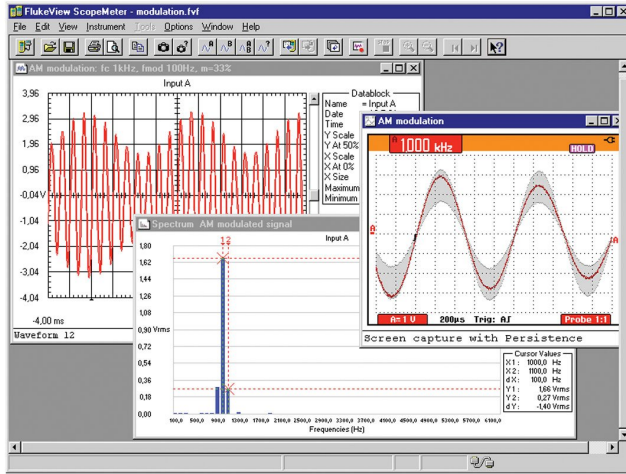 FlukeView ScopeMeter - modulation.fvf
File Edit View Instrument Tools Options Window Help
AM modulation: fc 1kHz, fmod 100Hz, m=33%
Input A
3,96
2,96
1,96
0,96
-0,04V
-1,04
-2,04
-3,04
-4,04
-4,00 ms
Waveform 12
Datablock
Name = Input A
Date
Time
Y Scale
Y At 50%
X Scale
X At 0%
X Size
Maximum
Minimum
AM modulation
A 1.000 kHz
HOLD
A
A
A= 1 V 200µs Trig: A Probe 1:1
Screen capture with Persistence
Spectrum AM modulated signal
Input A
12
1,80
1,62
1,44
1,26
1,08
0,90 Vrms
0,72
0,54
0,36
0,18
0,00
100,0 500,0 900,0 1300,0 1700,0 2100,0 2500,0 2900,0 3300,0 3700,0 4100,0 4500,0 4900,0 5300,0 5700,0 6100,0
Frequencies (Hz)
Cursor Values
X1: 1000,0 Hz
X2: 1100,0 Hz
dX: 100,0 Hz
Y1: 1,66 Vrms
Y2: 0,27 Vrms
dY: -1,40 Vrms